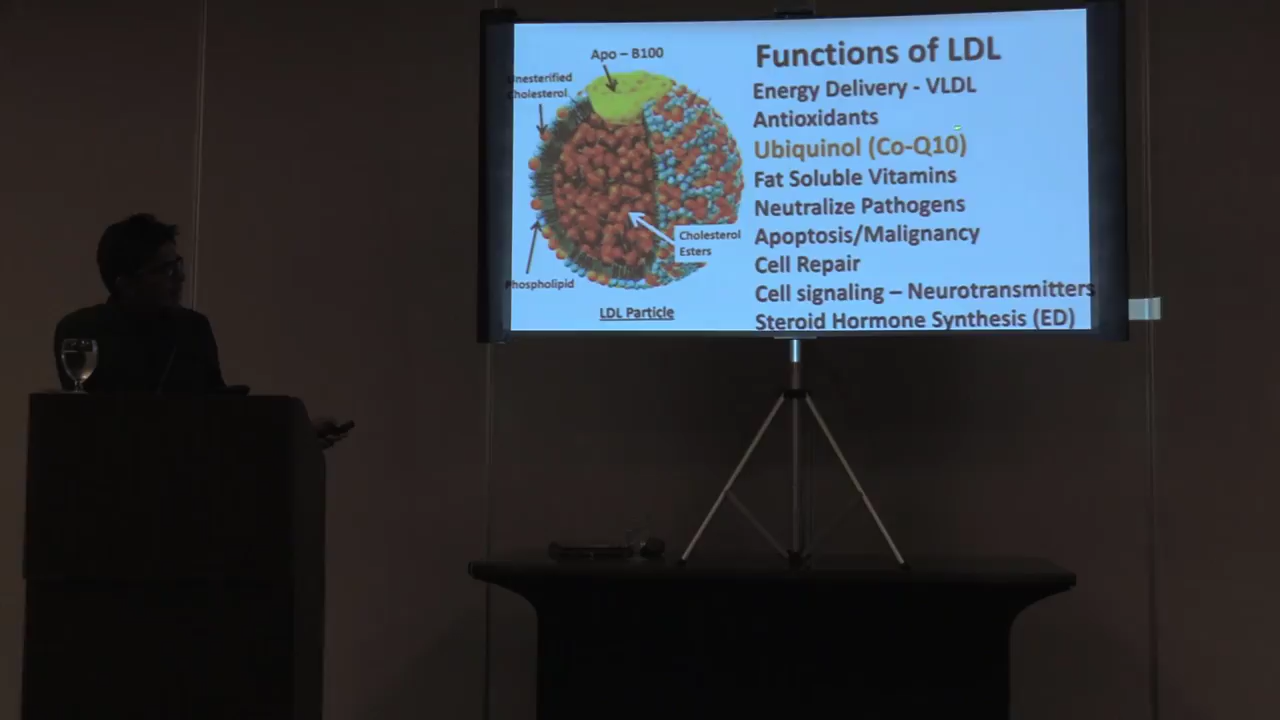 Apo – B100
Unesterified
Cholesterol
Cholesterol
Esters
Phospholipid
LDL Particle
Functions of LDL
Energy Delivery - VLDL
Antioxidants
Ubiquinol (Co-Q10)
Fat Soluble Vitamins
Neutralize Pathogens
Apoptosis/Malignancy
Cell Repair
Cell signaling – Neurotransmitters
Steroid Hormone Synthesis (ED)